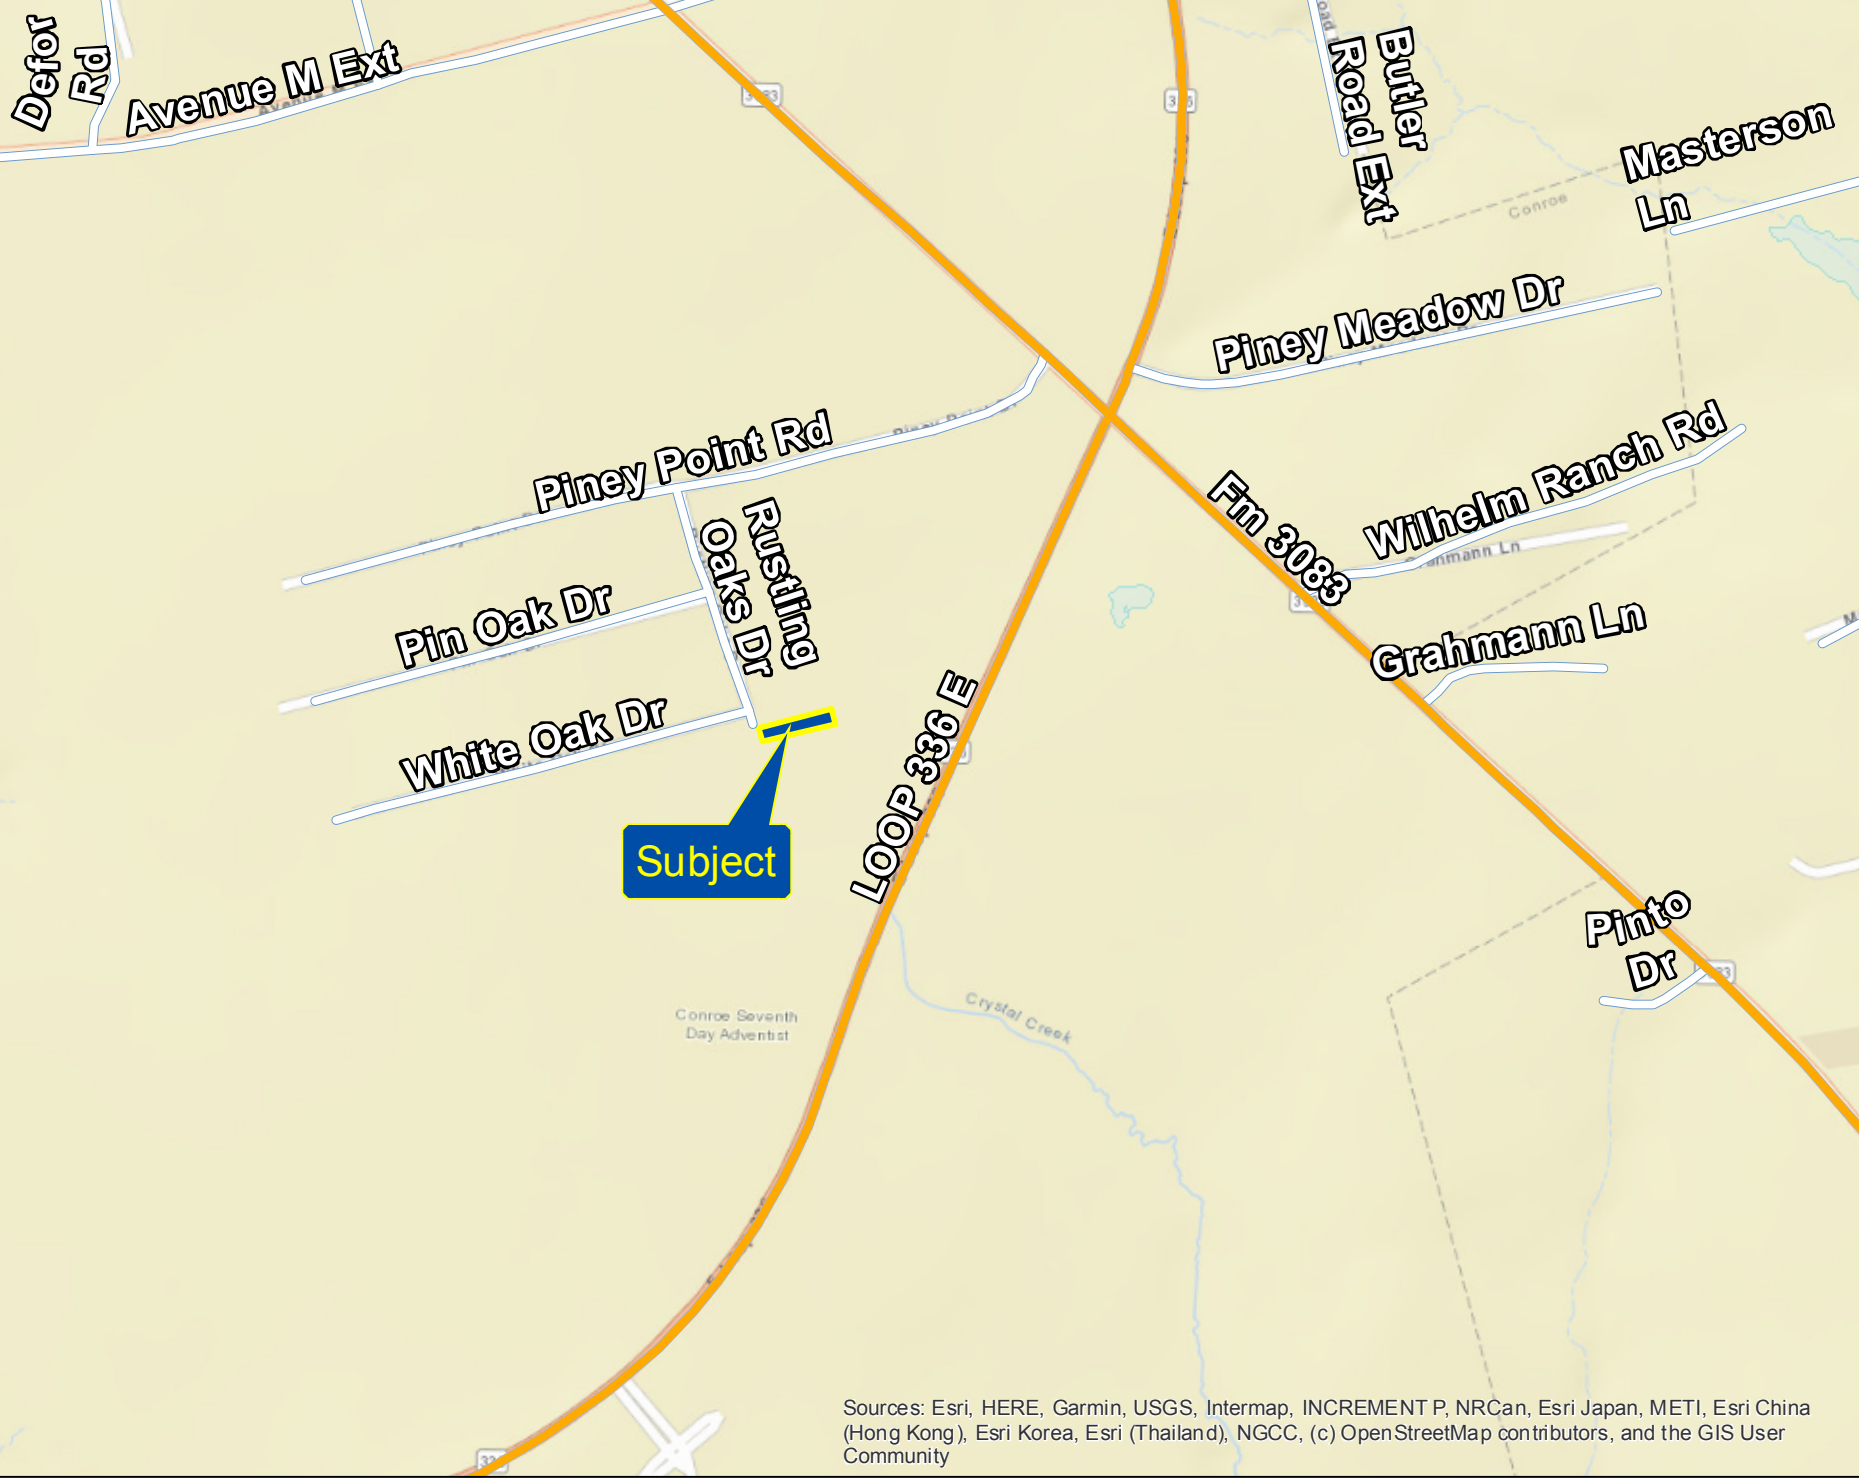 Defor
Rd
Avenue M Ext
Butler
Road Ext
Masterson
Ln
Conroe
Piney Meadow Dr
Piney Point Rd
Wilhelm Ranch Rd
Fm 3083
Grahmann Ln
Rustling
Oaks Dr
Pin Oak Dr
Grahmann Ln
White Oak Dr
LOOP 336 E
Subject
Pinto
Dr
Crystal Creek
Conroe Seventh
Day Adventist
Sources: Esri, HERE, Garmin, USGS, Intermap, INCREMENT P, NRCan, Esri Japan, METI, Esri China
(Hong Kong), Esri Korea, Esri (Thailand), NGCC, (c) OpenStreetMap contributors, and the GIS User
Community